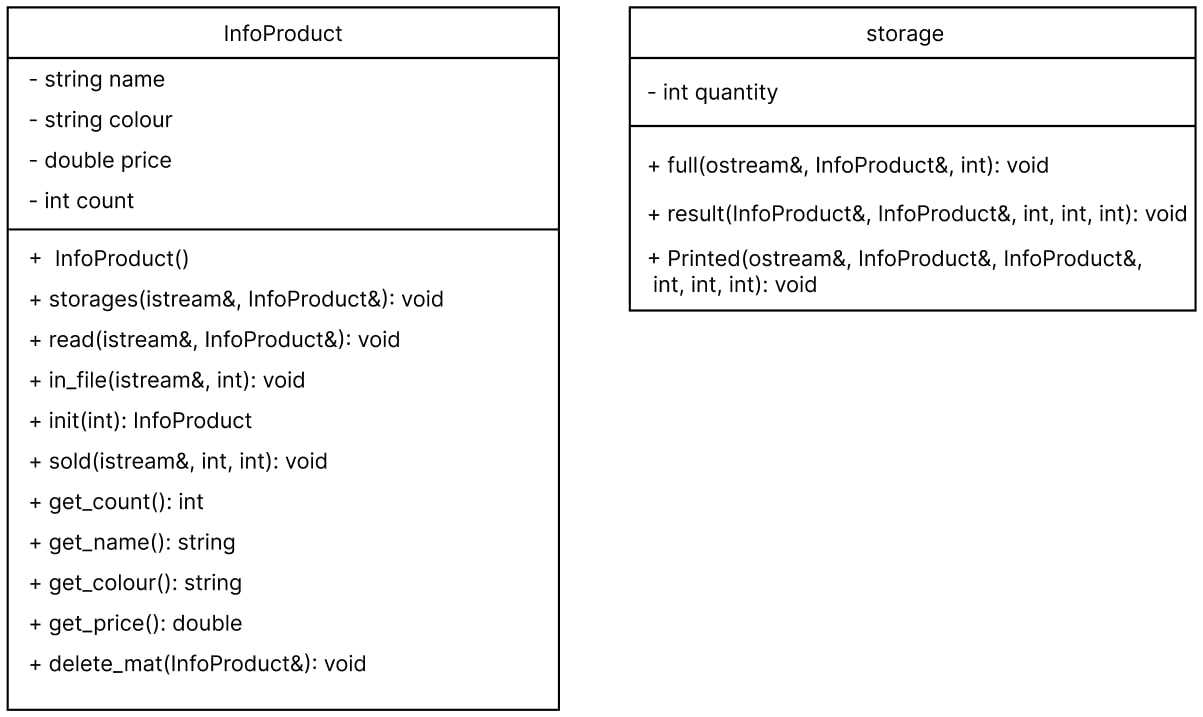 InfoProduct
- string name
- string colour
- double price
- int count
+ InfoProduct()
+ storages(istream&, InfoProduct&): void
+ read(istream&, InfoProduct&): void
+ in_file(istream&, int): void
+ init(int): InfoProduct
+ sold(istream&, int, int): void
+ get_count(): int
+ get_name(): string
+ get_colour(): string
+ get_price(): double
+ delete_mat(InfoProduct&): void
storage
- int quantity
+ full(ostream&, InfoProduct&, int): void
+ result(InfoProduct&, InfoProduct&, int, int, int): void
+ Printed(ostream&, InfoProduct&, InfoProduct&,
int, int, int): void